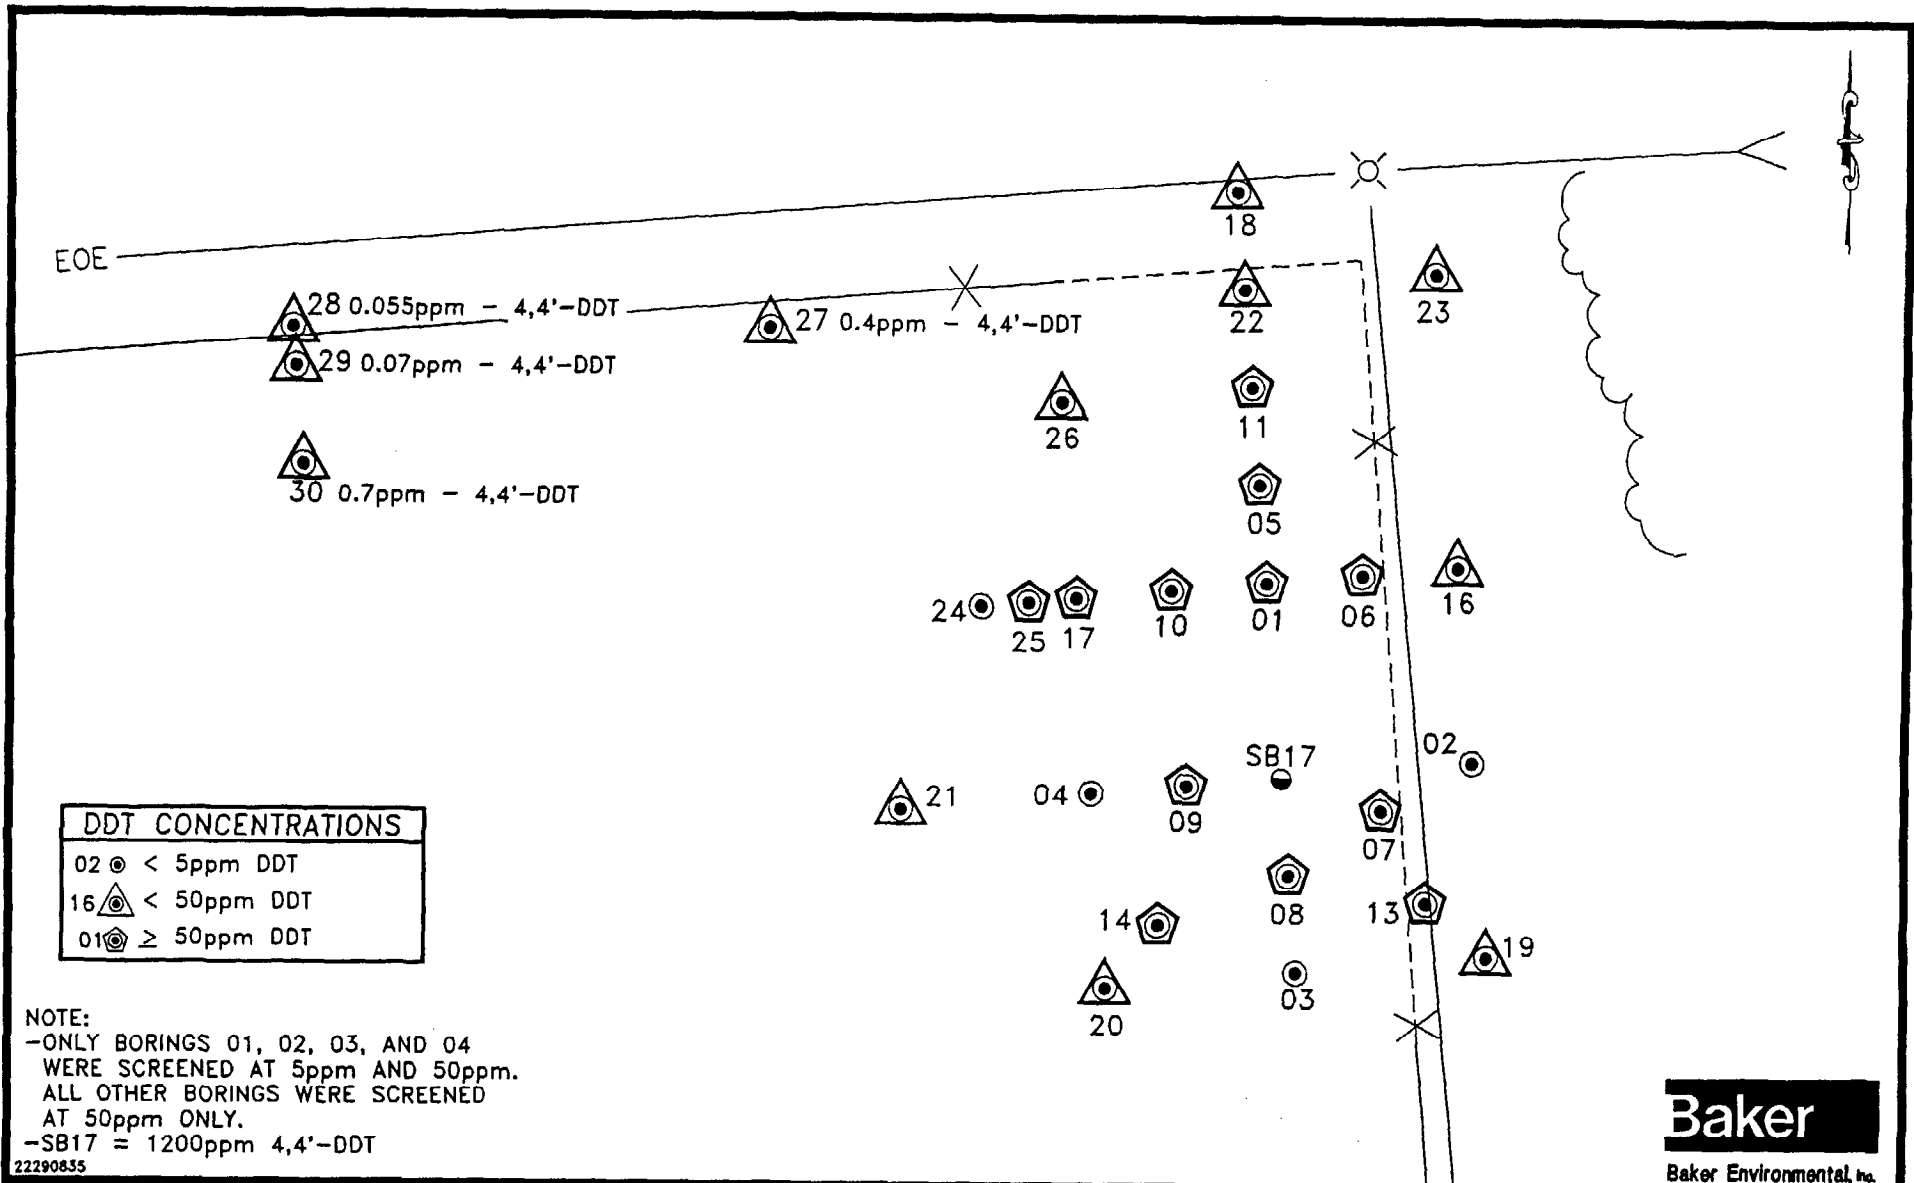 18
EOE
28 0.055ppm - 4,4'-DDT
27 0.4ppm - 4,4'-DDT
22
23
29 0.07ppm - 4,4'-DDT
26
11
30 0.7ppm - 4,4'-DDT
05
24
25
17
10
01
06
16
SB17
02
21
04
09
07
14
08
13
19
20
03
DDT CONCENTRATIONS
02 < 5ppm DDT
16 < 50ppm DDT
01 ≥ 50ppm DDT
NOTE:
-ONLY BORINGS 01, 02, 03, AND 04
WERE SCREENED AT 5ppm AND 50ppm.
ALL OTHER BORINGS WERE SCREENED
AT 50ppm ONLY.
-SB17 = 1200ppm 4,4'-DDT
22290835
Baker
Baker Environmental, Inc.